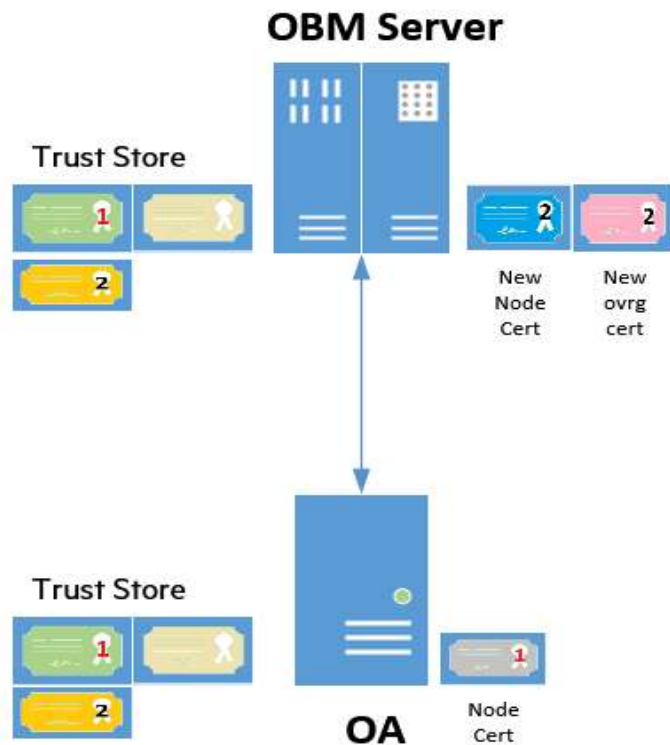 OBM Server
Trust Store
1
2
2
2
New
Node
Cert
New
ovrg
cert
Trust Store
1
2
1
OA
Node
Cert